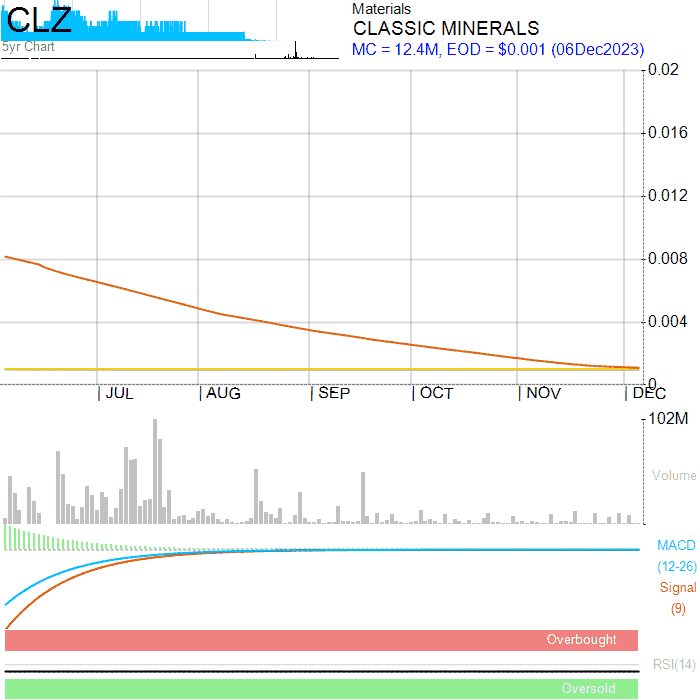 CLZ
5yr Chart
Materials
CLASSIC MINERALS
MC = 12.4M, EOD = $0.001 (06Dec2023)
0.02
0.016
0.012
0.008
0.004
0
JUL AUG SEP OCT NOV DEC
102M
Volume
MACD
(12-26)
Signal
(9)
Overbought
RSI(14)
Oversold